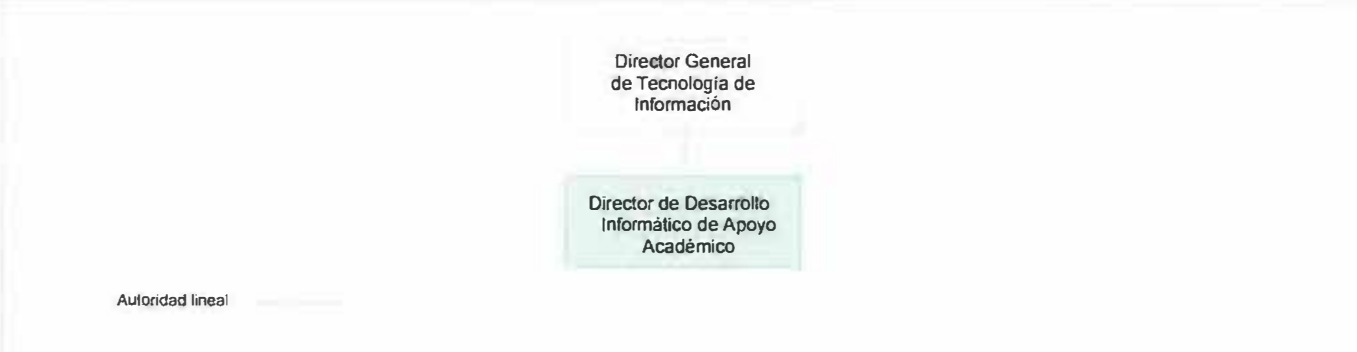 Director General
de Tecnología de
Información
Director de Desarrollo
Informático de Apoyo
Académico
Autoridad lineal